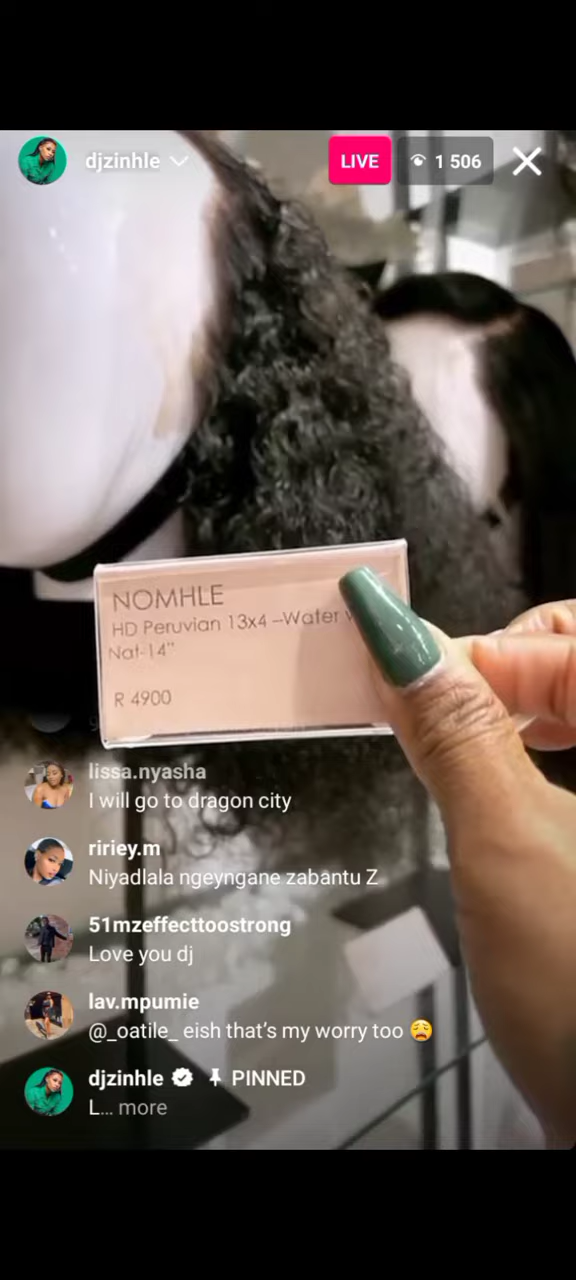 djzinhle
LIVE
1 506
NOMHLE
HD Peruvian 13x4 –Water
Nat-14"
R 4900
lissa.nyasha
I will go to dragon city
ririey.m
Niyadlala ngeyngane zabantu Z
51mzeffecttoostrong
Love you dj
lav.mpumie
@_oatile_ eish that's my worry too 😩
djzinhle PINNED
L... more